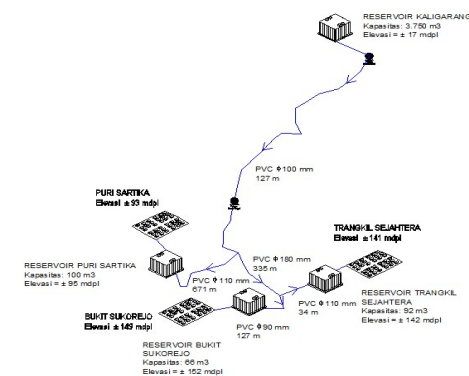 RESERVOIR KALIGARANG
Kapasitas: 3.750 m3
Elevasi = ± 17 mdpl
PVC Φ100 mm
127 m
PURI SARTIKA
Elevasi ± 93 mdpl
TRANGKIL SEJAHTERA
Elevasi ± 141 mdpl
RESERVOIR PURI SARTIKA
Kapasitas: 100 m3
Elevasi = ± 95 mdpl
PVC Φ180 mm
335 m
PVC Φ110 mm
671 m
BUKIT SUKOREJO
Elevasi ± 149 mdpl
PVC Φ110 mm
34 m
RESERVOIR TRANGKIL
SEJAHTERA
Kapasitas: 92 m3
Elevasi = ± 142 mdpl
PVC Φ90 mm
127 m
RESERVOIR BUKIT
SUKOREJO
Kapasitas: 66 m3
Elevasi = ± 152 mdpl